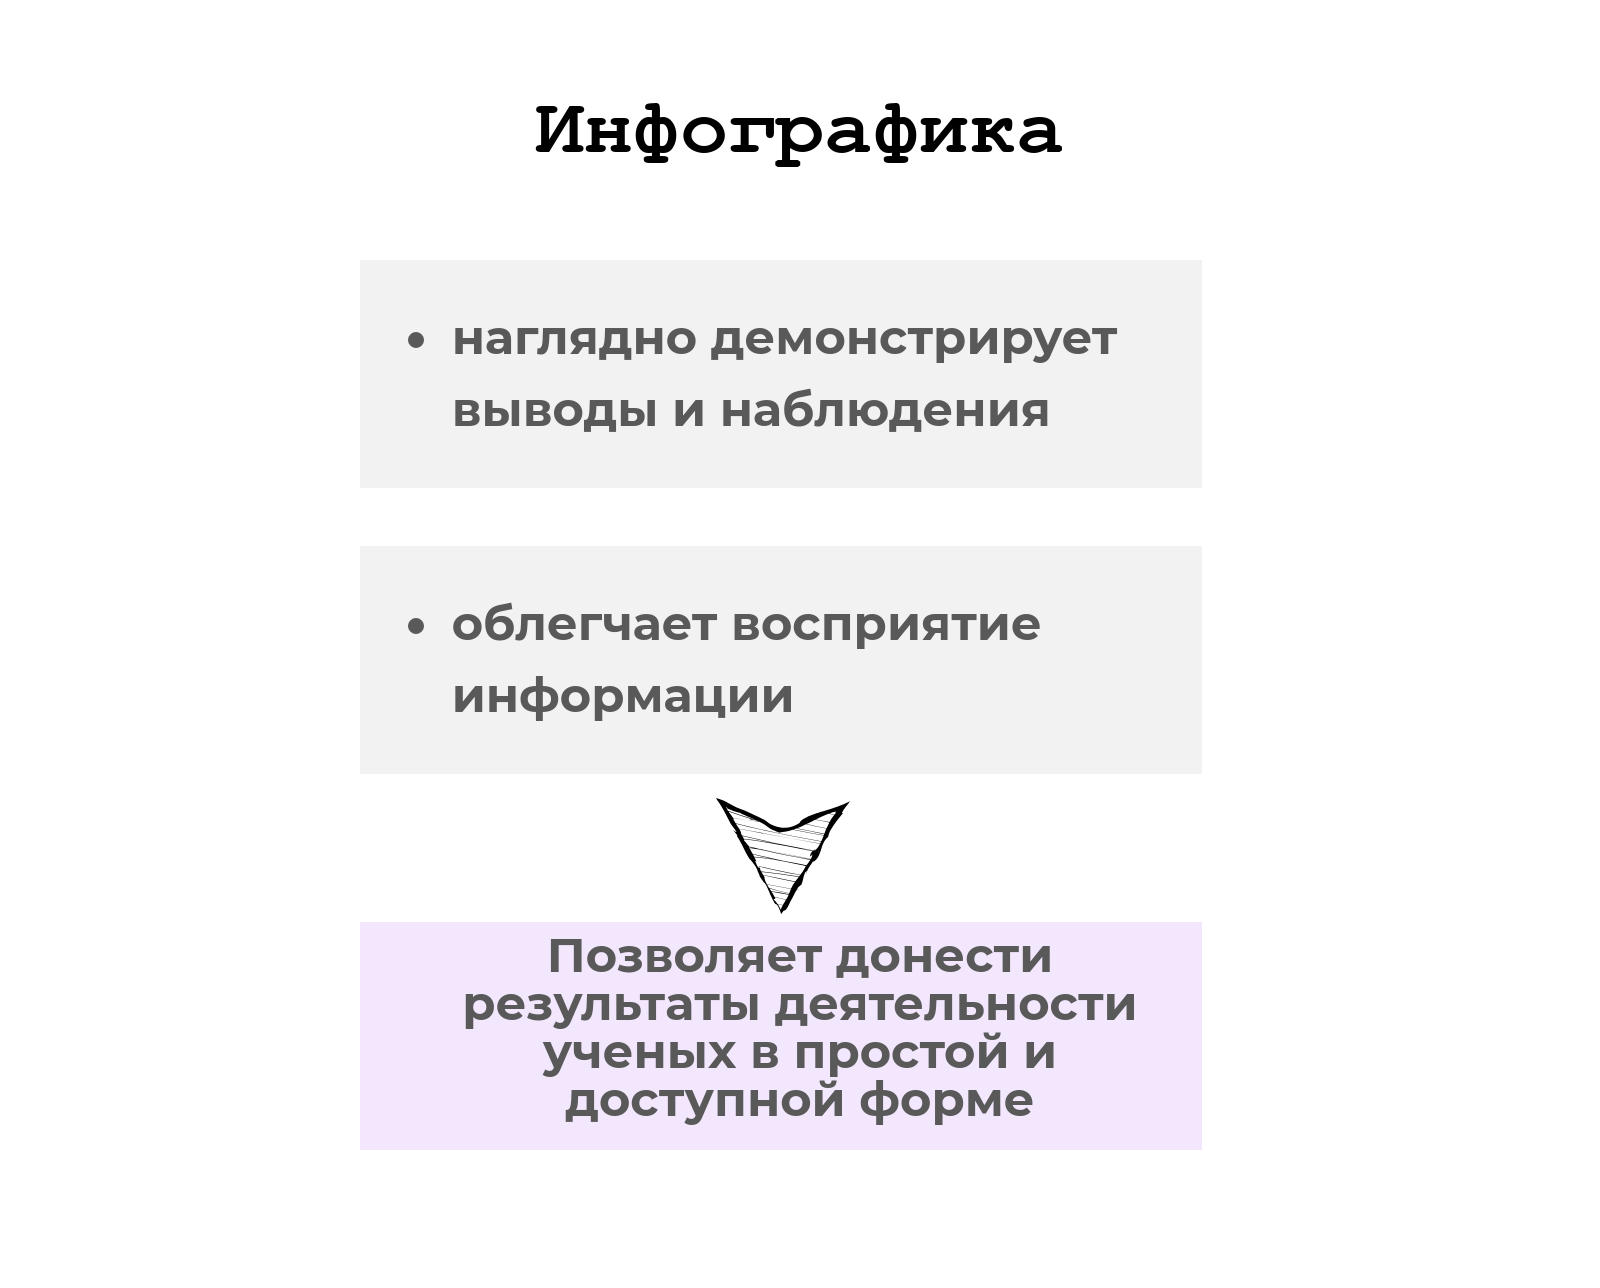 Инфографика
• наглядно демонстрирует
выводы и наблюдения
• облегчает восприятие
информации
Позволяет донести
результаты деятельности
ученых в простой и
доступной форме